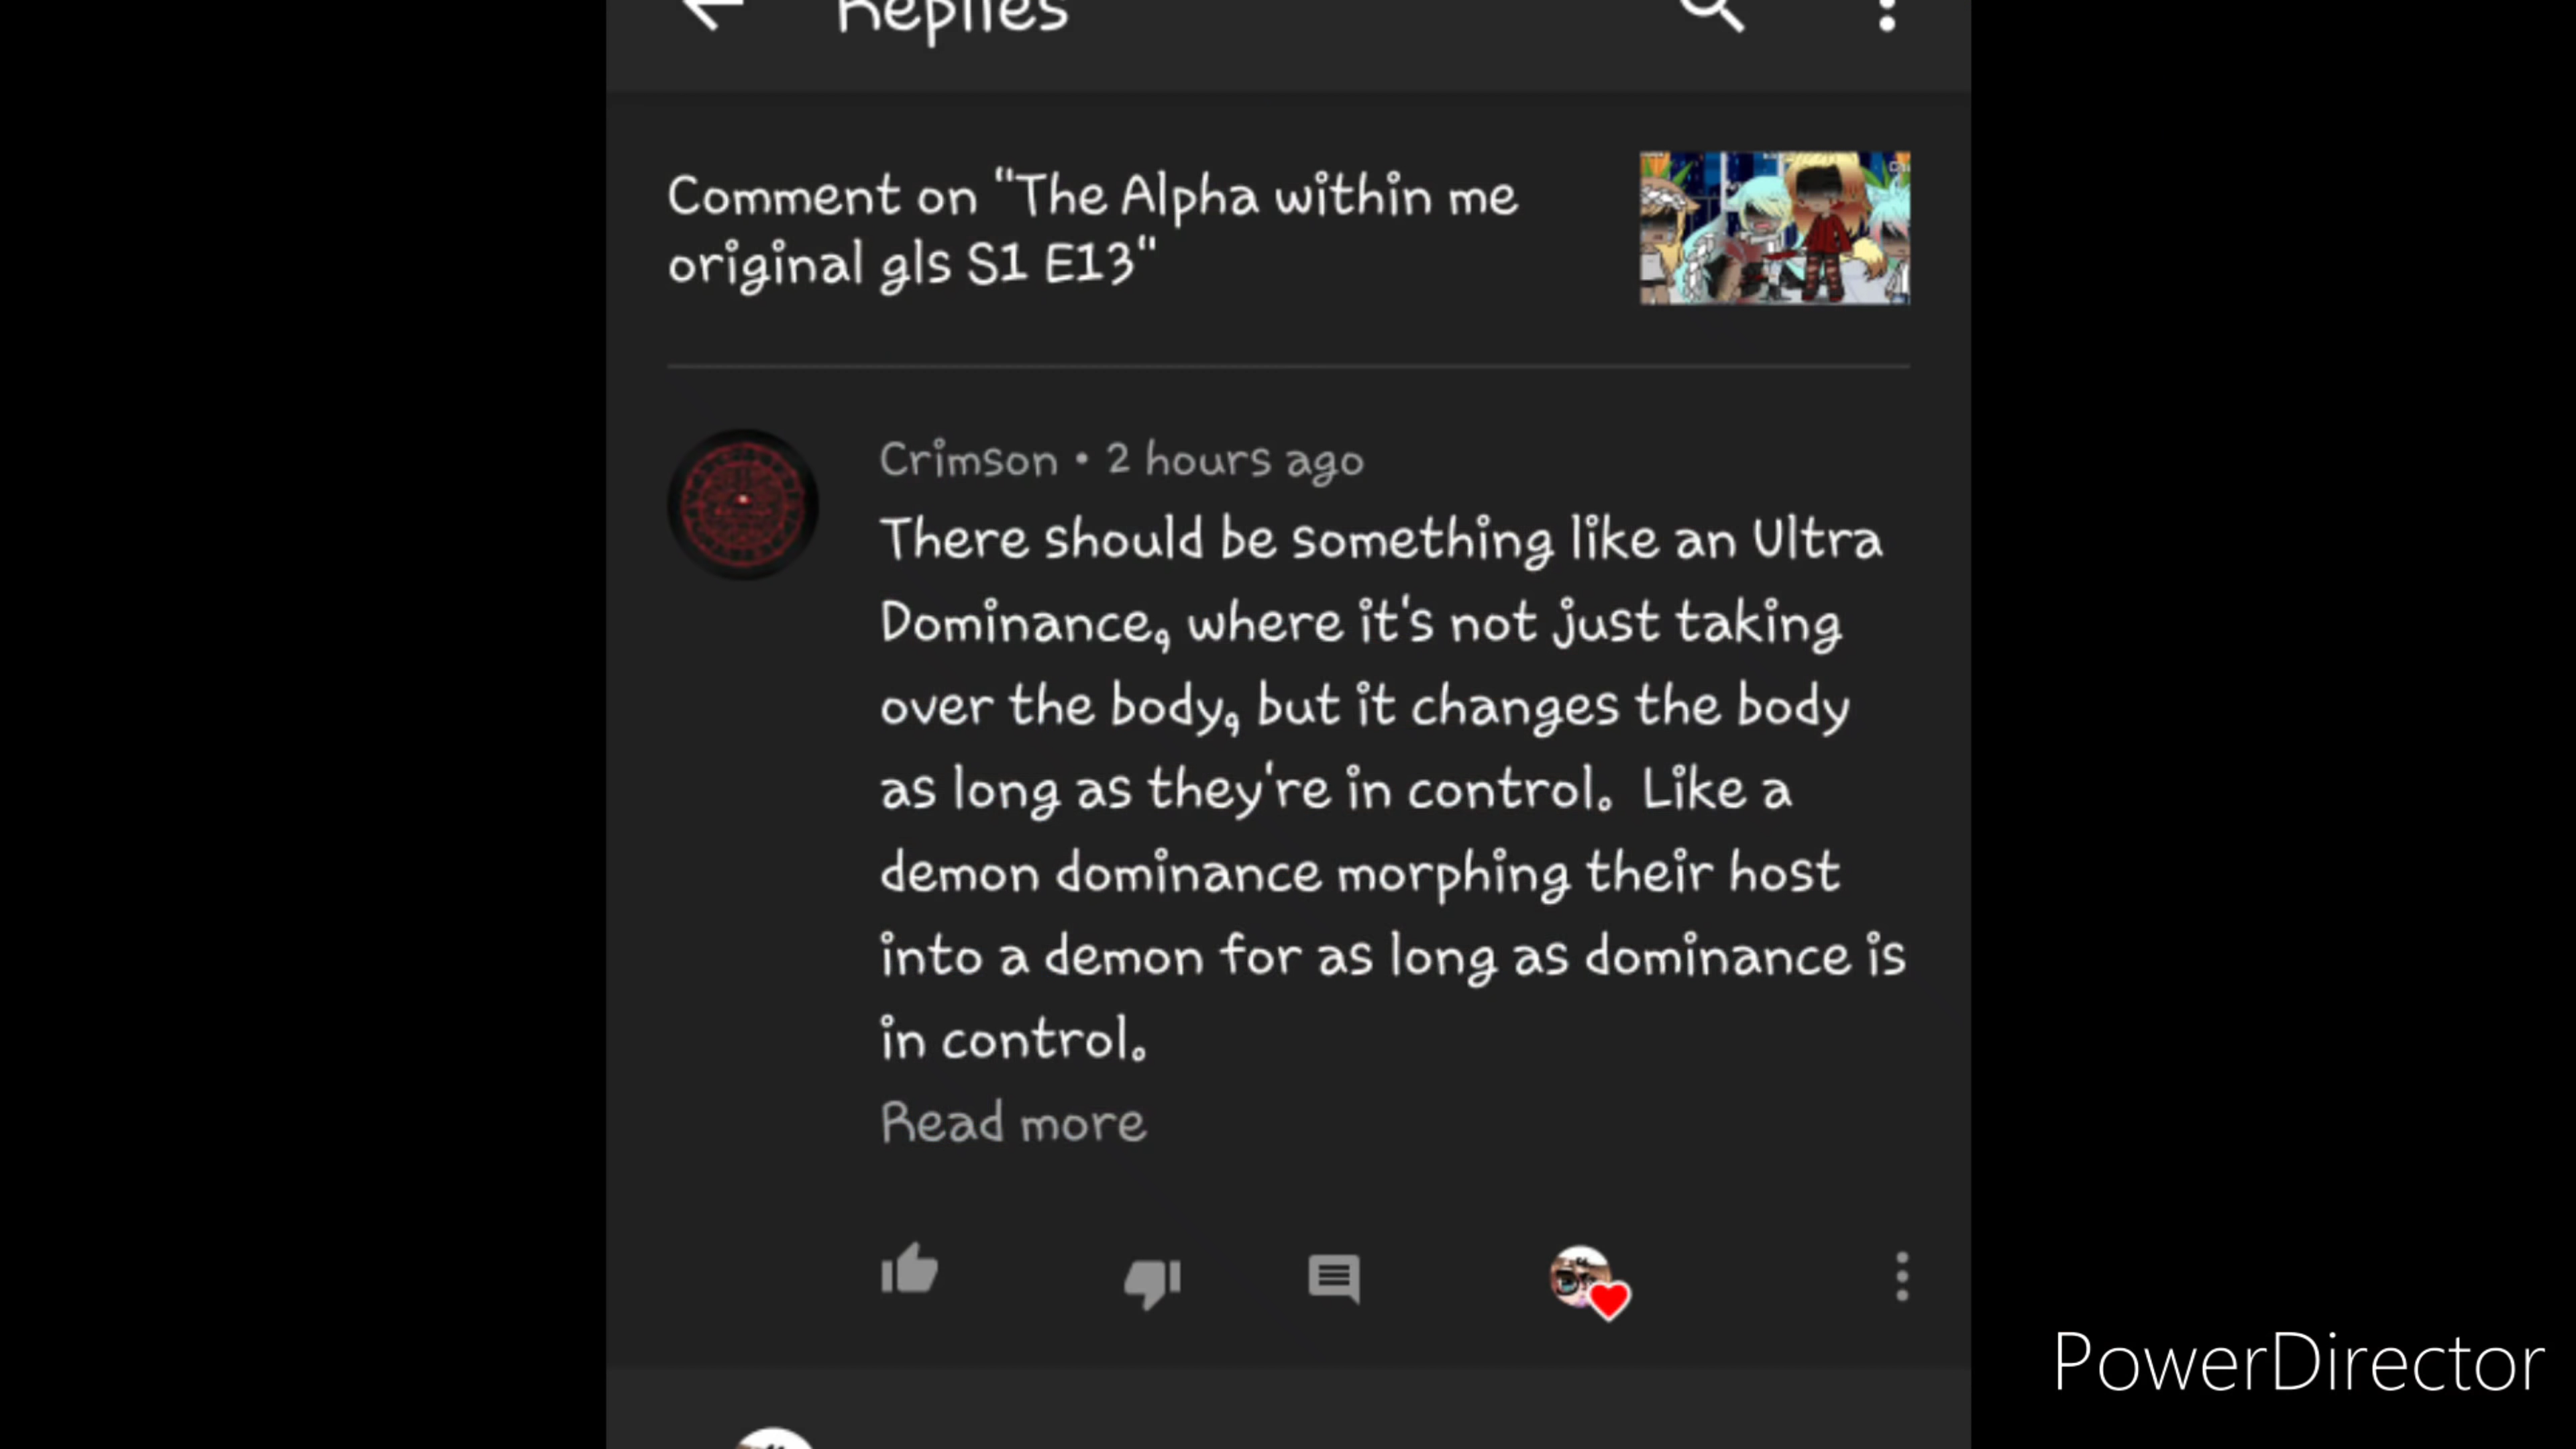 Replies
Comment on "The Alpha within me
original gls S1 E13"
Crimson • 2 hours ago
There should be something like an Ultra
Dominance, where it's not just taking
over the body, but it changes the body
as long as they're in control. Like a
demon dominance morphing their host
into a demon for as long as dominance is
in control.
Read more
PowerDirector